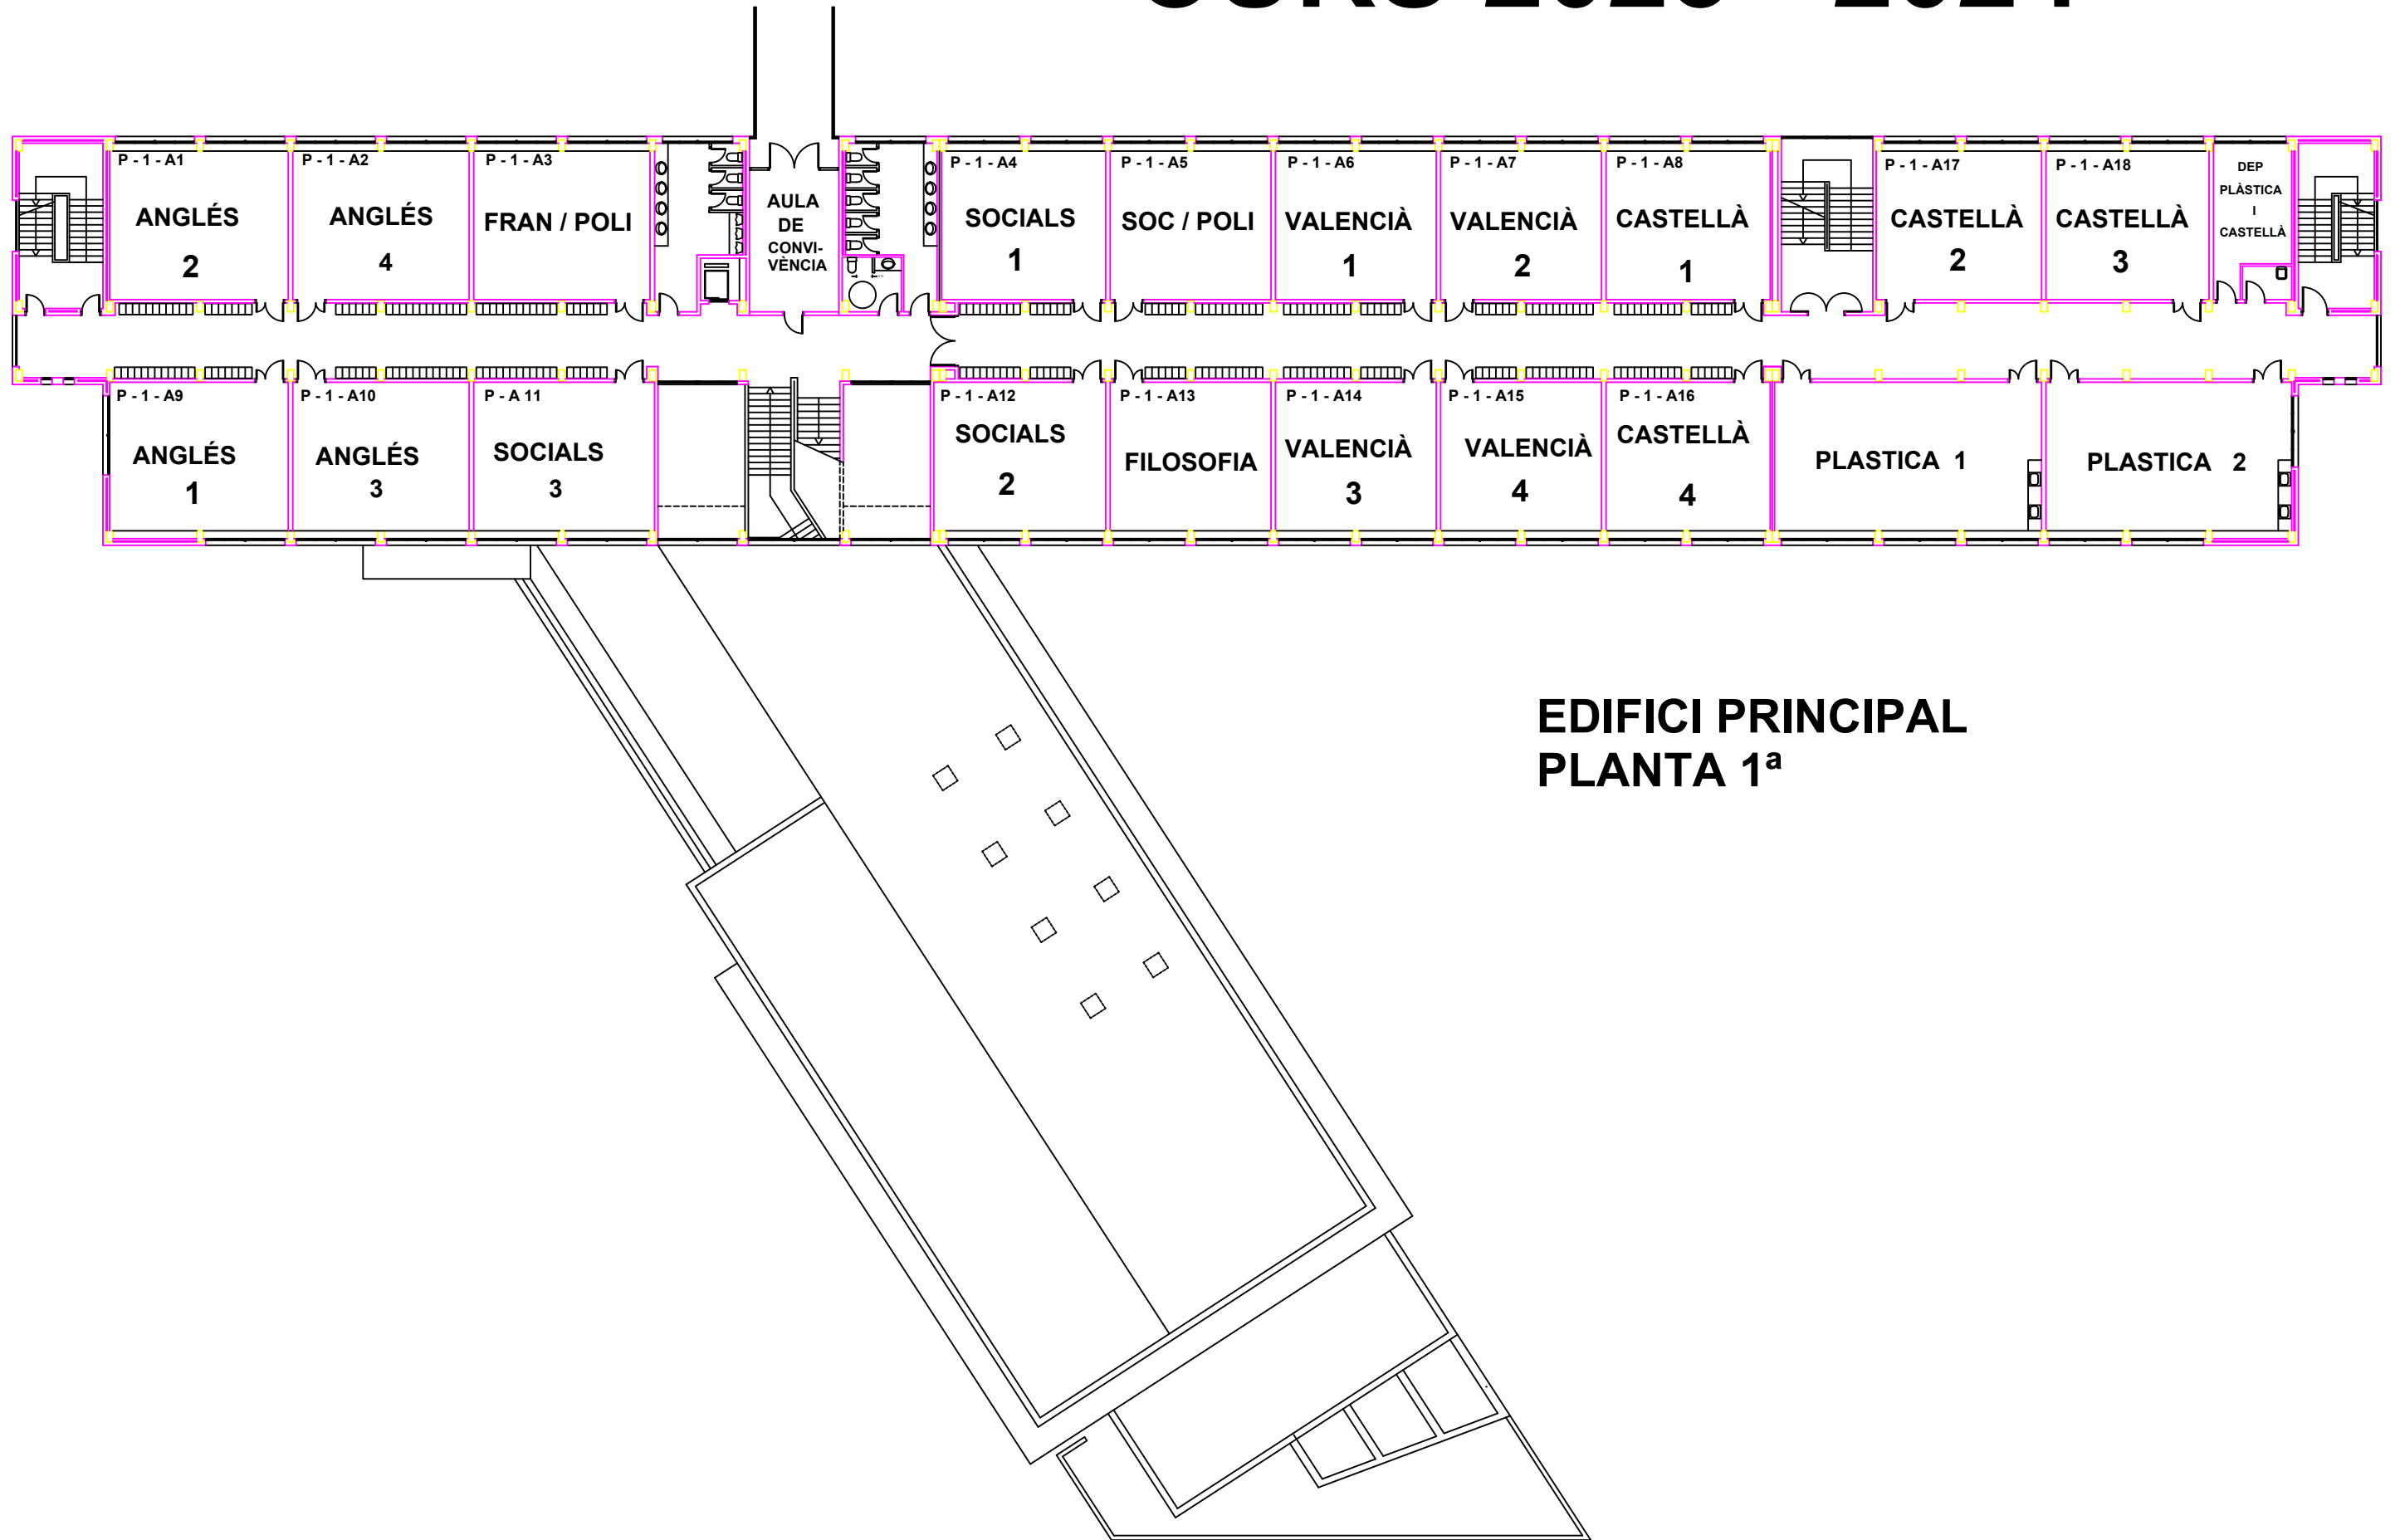 CURS 2023 - 2024
P - 1 - A1
ANGLÉS
2
P - 1 - A2
ANGLÉS
4
P - 1 - A3
FRAN / POLI
AULA
DE
CONVI-
VÈNCIA
P - 1 - A4
SOCIALS
1
P - 1 - A5
SOC / POLI
P - 1 - A6
VALENCIÀ
1
P - 1 - A7
VALENCIÀ
2
P - 1 - A8
CASTELLÀ
1
P - 1 - A17
CASTELLÀ
2
P - 1 - A18
CASTELLÀ
3
DEP
PLÀSTICA
I
CASTELLÀ
P - 1 - A9
ANGLÉS
1
P - 1 - A10
ANGLÉS
3
P - A 11
SOCIALS
3
P - 1 - A12
SOCIALS
2
P - 1 - A13
FILOSOFIA
P - 1 - A14
VALENCIÀ
3
P - 1 - A15
VALENCIÀ
4
P - 1 - A16
CASTELLÀ
4
PLASTICA 1
PLASTICA 2
EDIFICI PRINCIPAL
PLANTA 1ª